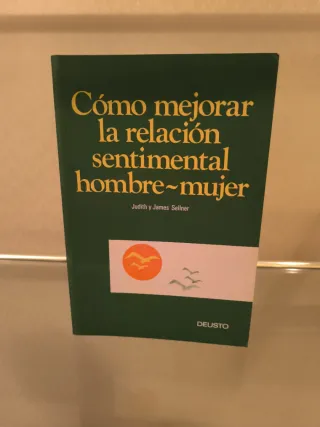 Cómo mejorar
la relación
sentimental
hombre~mujer
Judith y James Sellner
DEUSTO